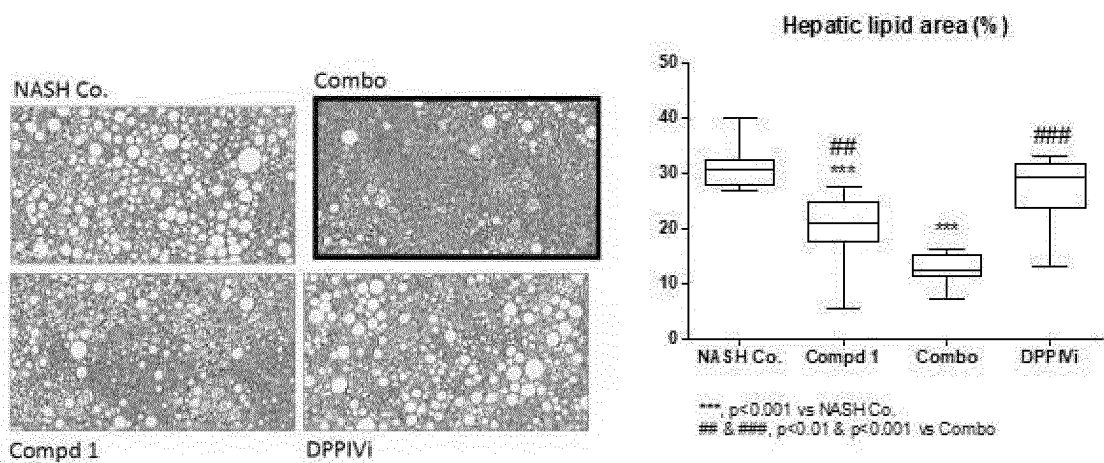 NASH Co.
Combo
Compd 1
DPPIVi
Hepatic lipid area (%)
50
40
30
20
10
0
##
***
***
###
NASH Co.
Compd 1
Combo
DPPIVi
***, p<0.001 vs NASH Co.
## & ###, p<0.01 & p<0.001 vs Combo